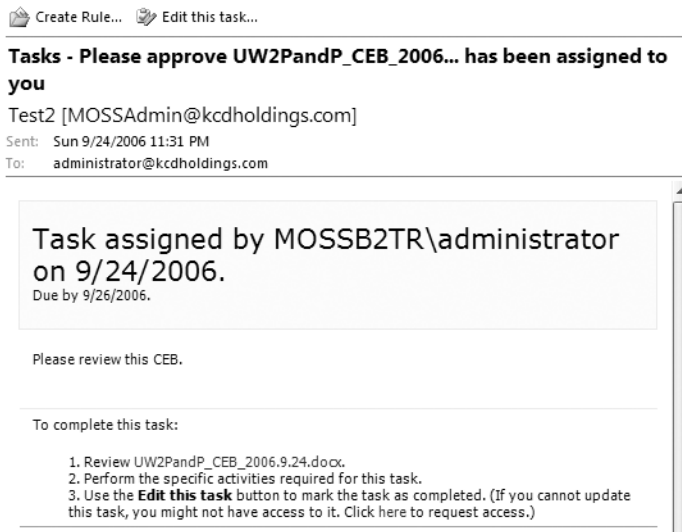 Create Rule... Edit this task...
Tasks - Please approve UW2PandP_CEB_2006... has been assigned to
you
Test2 [MOSSAdmin@kcdholdings.com]
Sent: Sun 9/24/2006 11:31 PM
To: administrator@kcdholdings.com
Task assigned by MOSSB2TR\administrator
on 9/24/2006.
Due by 9/26/2006.
Please review this CEB.
To complete this task:
1. Review UW2PandP_CEB_2006.9.24.docx.
2. Perform the specific activities required for this task.
3. Use the Edit this task button to mark the task as completed. (If you cannot update
this task, you might not have access to it. Click here to request access.)